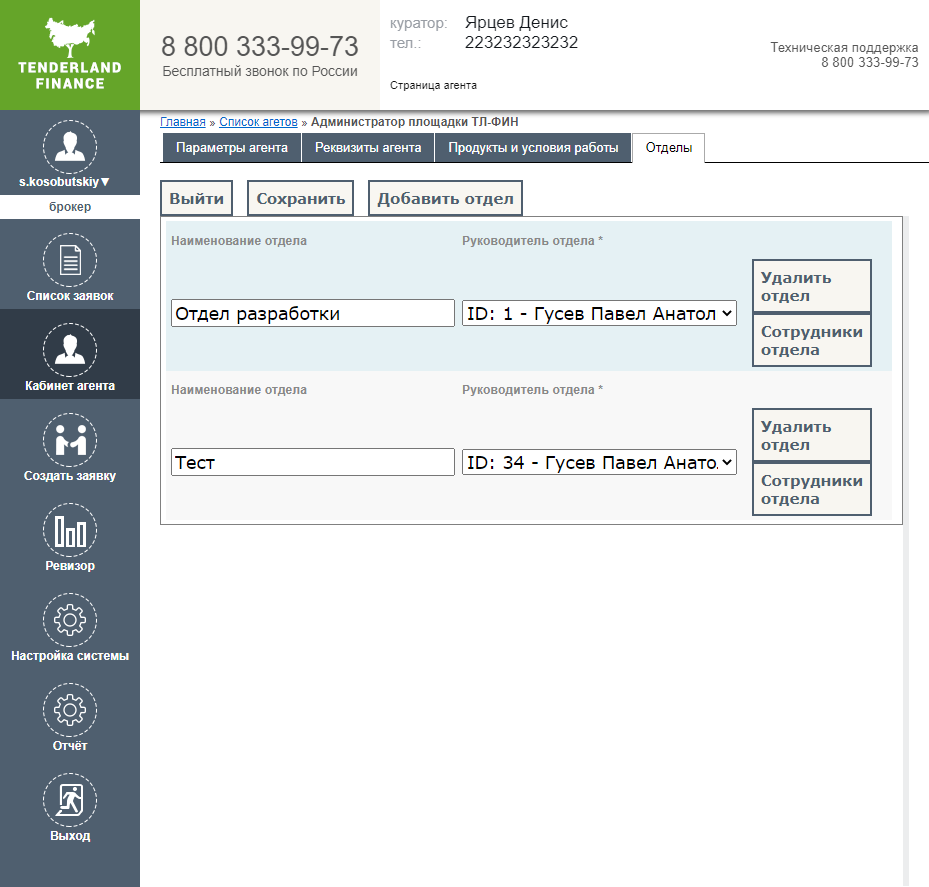 TENDERLAND
FINANCE
8 800 333-99-73
Бесплатный звонок по России
куратор: Ярцев Денис
тел.: 223232323232
Страница агента
Техническая поддержка
8 800 333-99-73
s.kosobutskiy▼
брокер
Список заявок
Кабинет агента
Создать заявку
Ревизор
Настройка системы
Отчёт
Выход
Главная » Список агетов » Администратор площадки ТЛ-ФИН
Параметры агента Реквизиты агента Продукты и условия работы Отделы
Выйти Сохранить Добавить отдел
Наименование отдела Руководитель отдела *
Отдел разработки ID: 1 - Гусев Павел Анатол
Удалить
отдел
Сотрудники
отдела
Наименование отдела Руководитель отдела *
Тест ID: 34 - Гусев Павел Анато
Удалить
отдел
Сотрудники
отдела